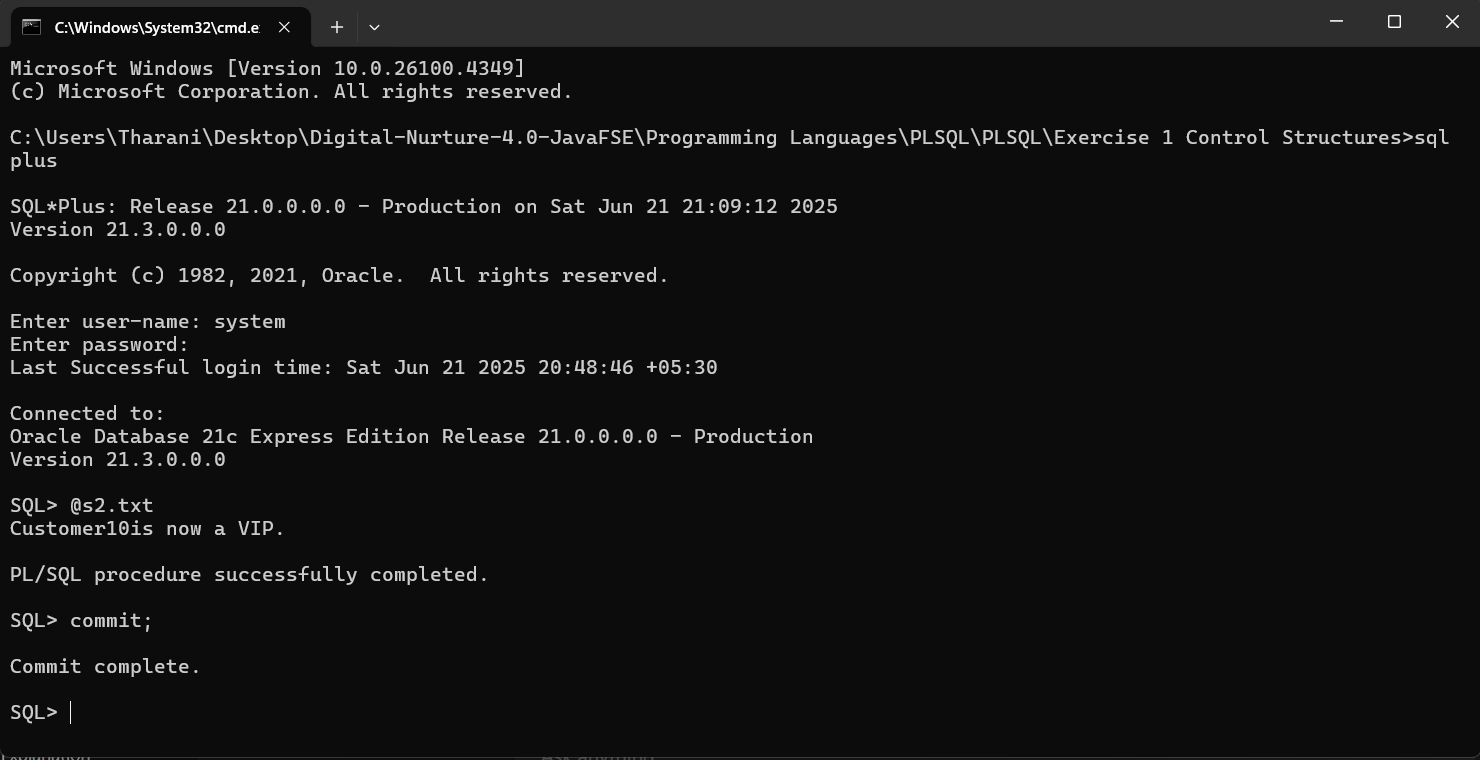 C:\Windows\System32\cmd.e
Microsoft Windows [Version 10.0.26100.4349]
(c) Microsoft Corporation. All rights reserved.
C:\Users\Tharani\Desktop\Digital-Nurture-4.0-JavaFSE\Programming Languages\PLSQL\PLSQL\Exercise 1 Control Structures>sql
plus
SQL*Plus: Release 21.0.0.0.0 - Production on Sat Jun 21 21:09:12 2025
Version 21.3.0.0.0
Copyright (c) 1982, 2021, Oracle.  All rights reserved.
Enter user-name: system
Enter password:
Last Successful login time: Sat Jun 21 2025 20:48:46 +05:30
Connected to:
Oracle Database 21c Express Edition Release 21.0.0.0.0 - Production
Version 21.3.0.0.0
SQL> @s2.txt
Customer10is now a VIP.
PL/SQL procedure successfully completed.
SQL> commit;
Commit complete.
SQL>